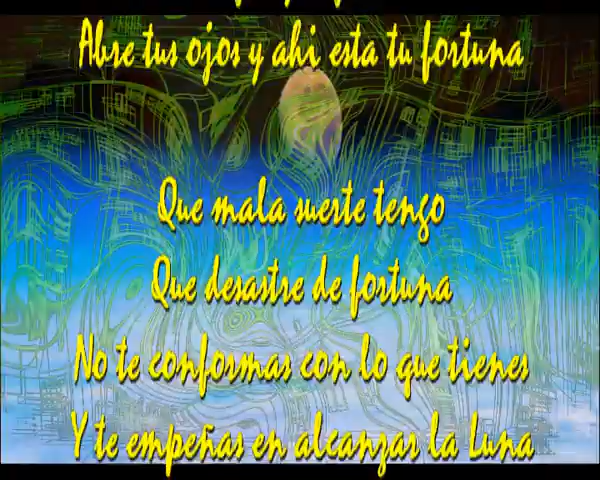 Abre tus ojos y ahi esta tu fortuna
Que mala suerte tengo
Que desastre de fortuna
No te conformas con lo que tienes
Y te empeñas en alcanzar la Luna